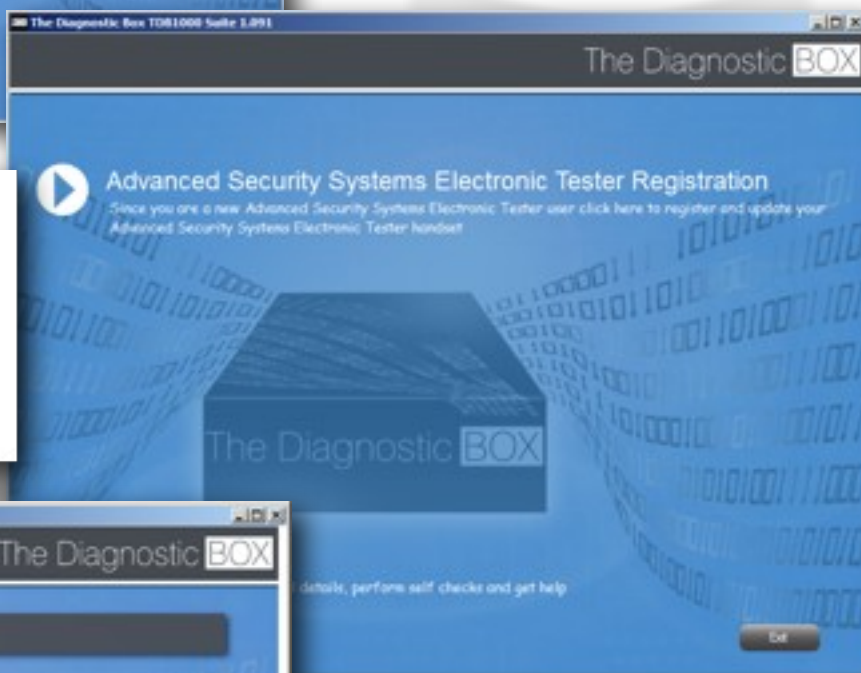 The Diagnostic Box TDB1000 Suite 1.091
The Diagnostic BOX
Advanced Security Systems Electronic Tester Registration
Since you are a new Advanced Security Systems Electronic Tester user click here to register and update your
Advanced Security Systems Electronic Tester handset
The Diagnostic BOX
details, perform self checks and get help
Exit
The Diagnostic BOX